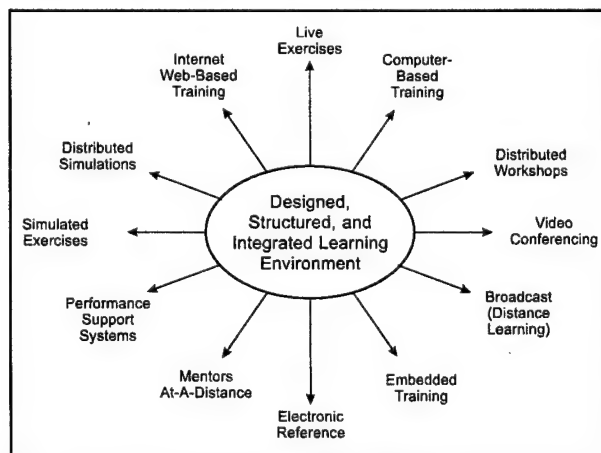 Live
Exercises
Computer-
Based
Training
Distributed
Workshops
Video
Conferencing
Broadcast
(Distance
Learning)
Embedded
Training
Electronic
Reference
Mentors
At-A-Distance
Performance
Support
Systems
Simulated
Exercises
Distributed
Simulations
Internet
Web-Based
Training
Designed,
Structured, and
Integrated Learning
Environment